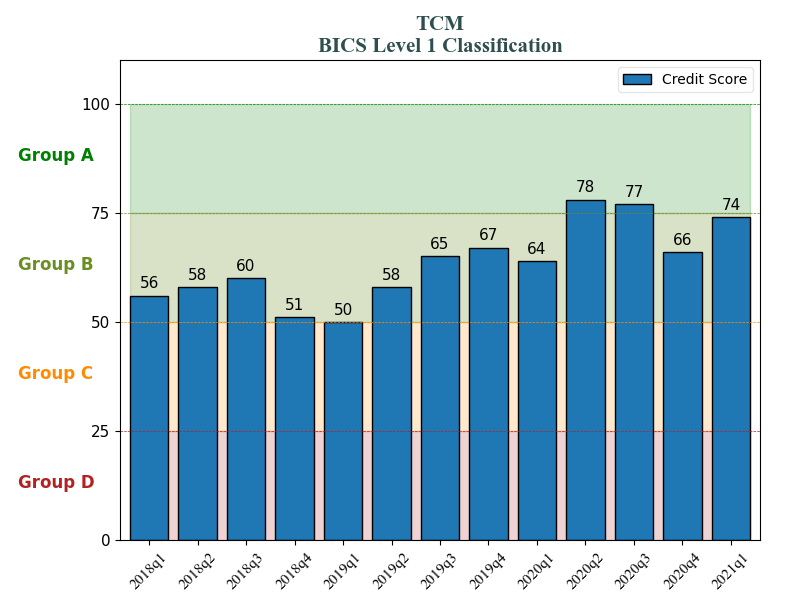 TCM
BICS Level 1 Classification
Credit Score
100
Group A
78
77
75
74
67
66
65
64
Group B
60
58
58
56
51
50
50
Group C
25
Group D
0
2018q1 2018q2 2018q3 2018q4 2019q1 2019q2 2019q3 2019q4 2020q1 2020q2 2020q3 2020q4 2021q1